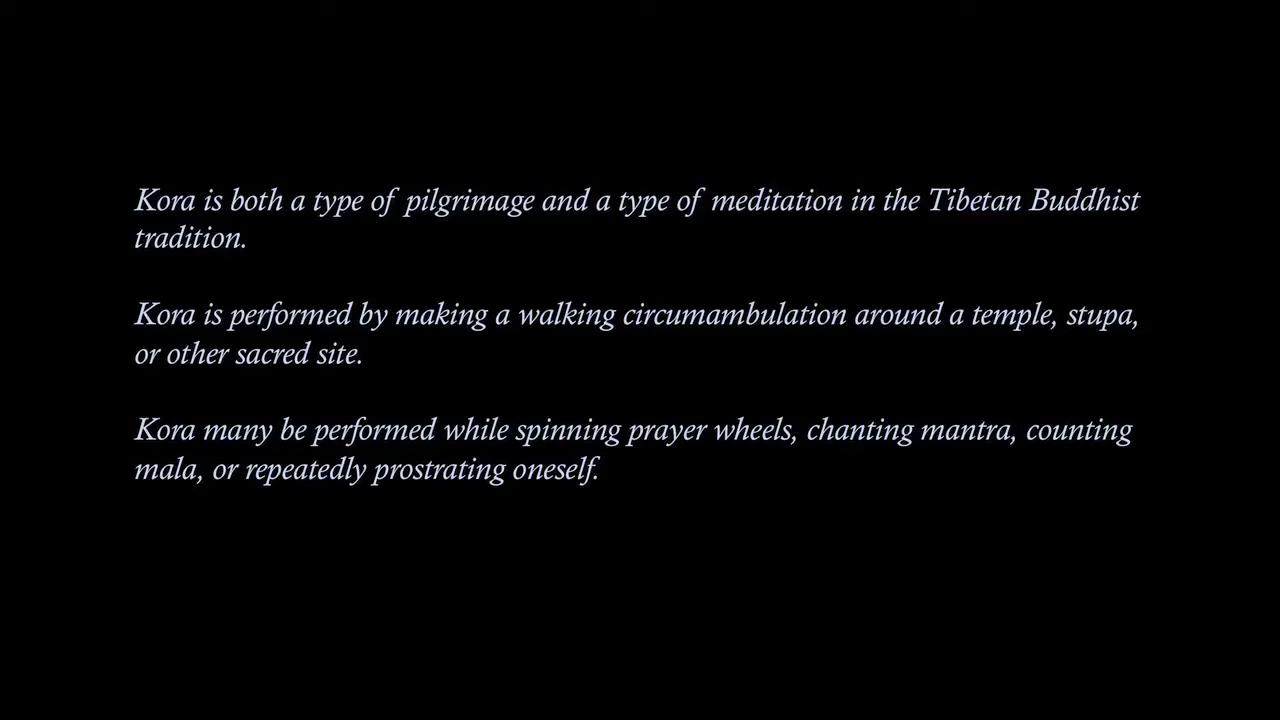 Kora is both a type of pilgrimage and a type of meditation in the Tibetan Buddhist
tradition.
Kora is performed by making a walking circumambulation around a temple, stupa,
or other sacred site.
Kora many be performed while spinning prayer wheels, chanting mantra, counting
mala, or repeatedly prostrating oneself.